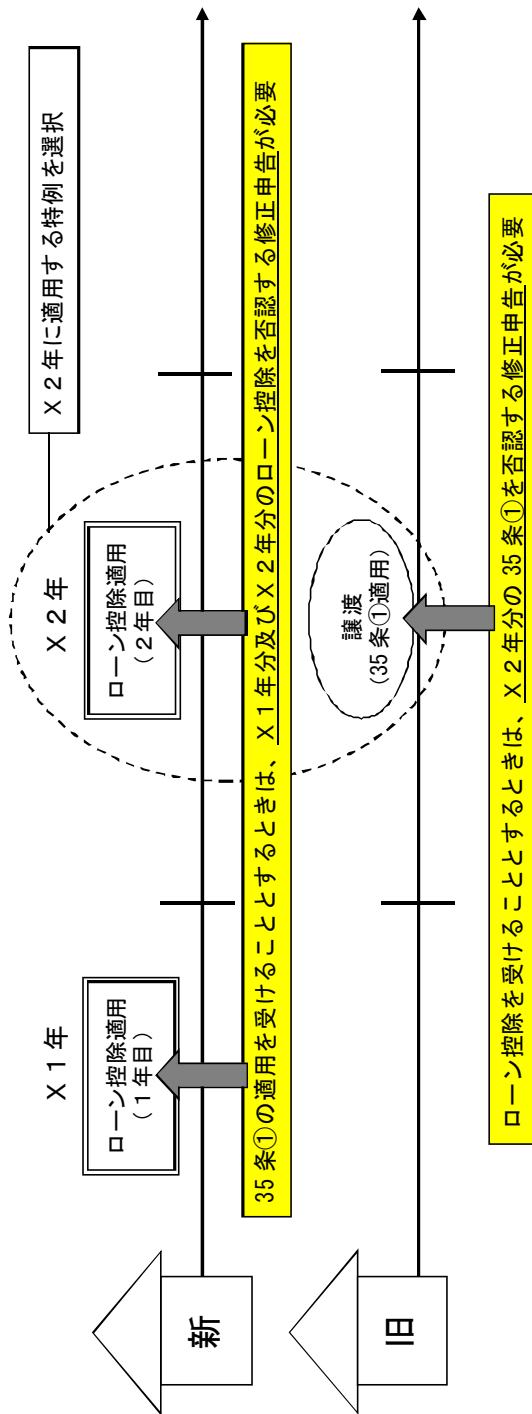 X2年に適用する特例を選択
X1年
X2年
ローン控除適用
(1年目)
ローン控除適用
(2年目)
新
35条①の適用を受けることとするときは、X1年分及びX2年分のローン控除を否認する修正申告が必要
譲渡
(35条①適用)
旧
ローン控除を受けることとするときは、X2年分の35条①を否認する修正申告が必要